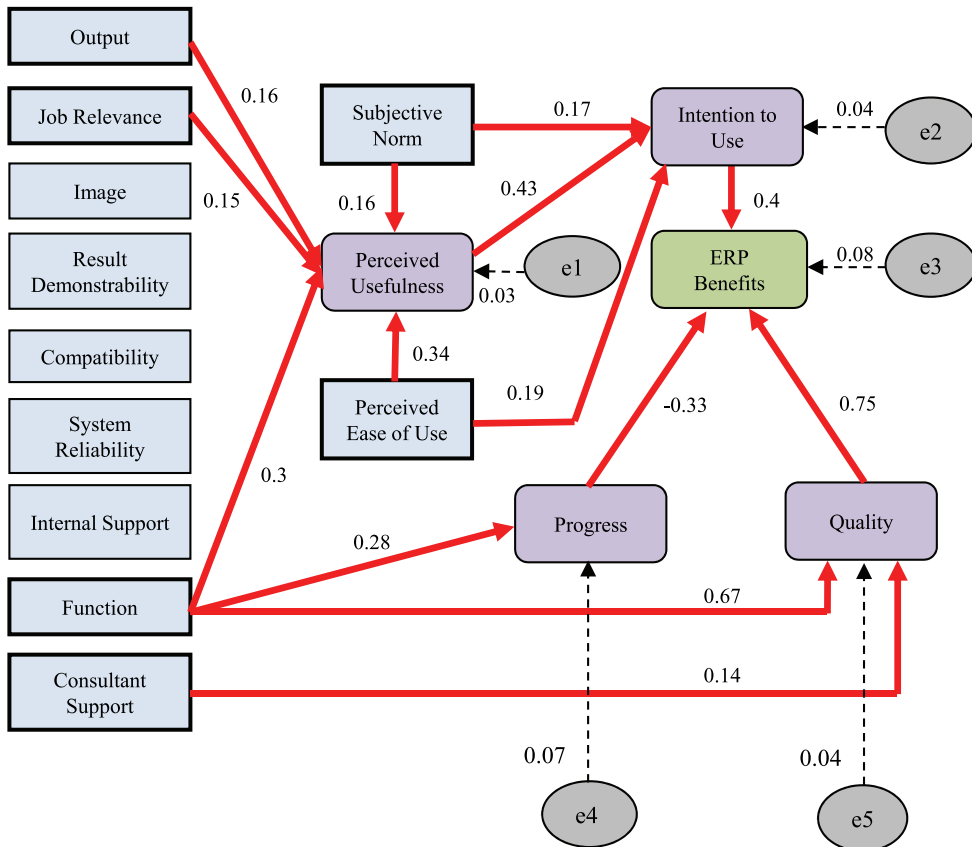 Output
Job Relevance
Image
Result
Demonstrability
Compatibility
System
Reliability
Internal Support
Function
Consultant
Support
0.16
0.15
0.3
Subjective
Norm
0.16
0.17
Perceived
Usefulness
0.43
0.03
e1
0.34
Perceived
Ease of Use
0.19
Intention to
Use
0.04
e2
0.4
ERP
Benefits
0.08
e3
-0.33
0.75
Progress
Quality
0.28
0.67
0.14
0.07
e4
0.04
e5